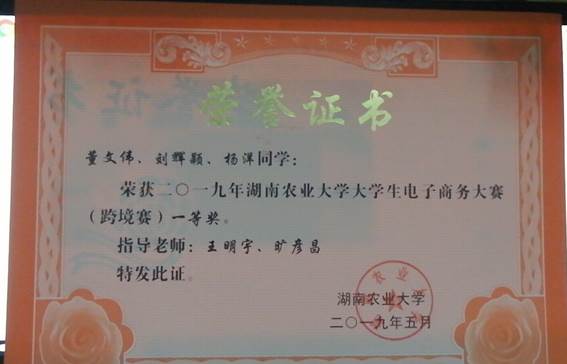 荣誉证书
董文伟、刘辉颖、杨洋同学：
荣获二〇一九年湖南农业大学大学生电子商务大赛
（跨境赛）一等奖。
指导老师：王明宇、旷彦昌
特发此证。
湖南农业大学
二〇一九年五月